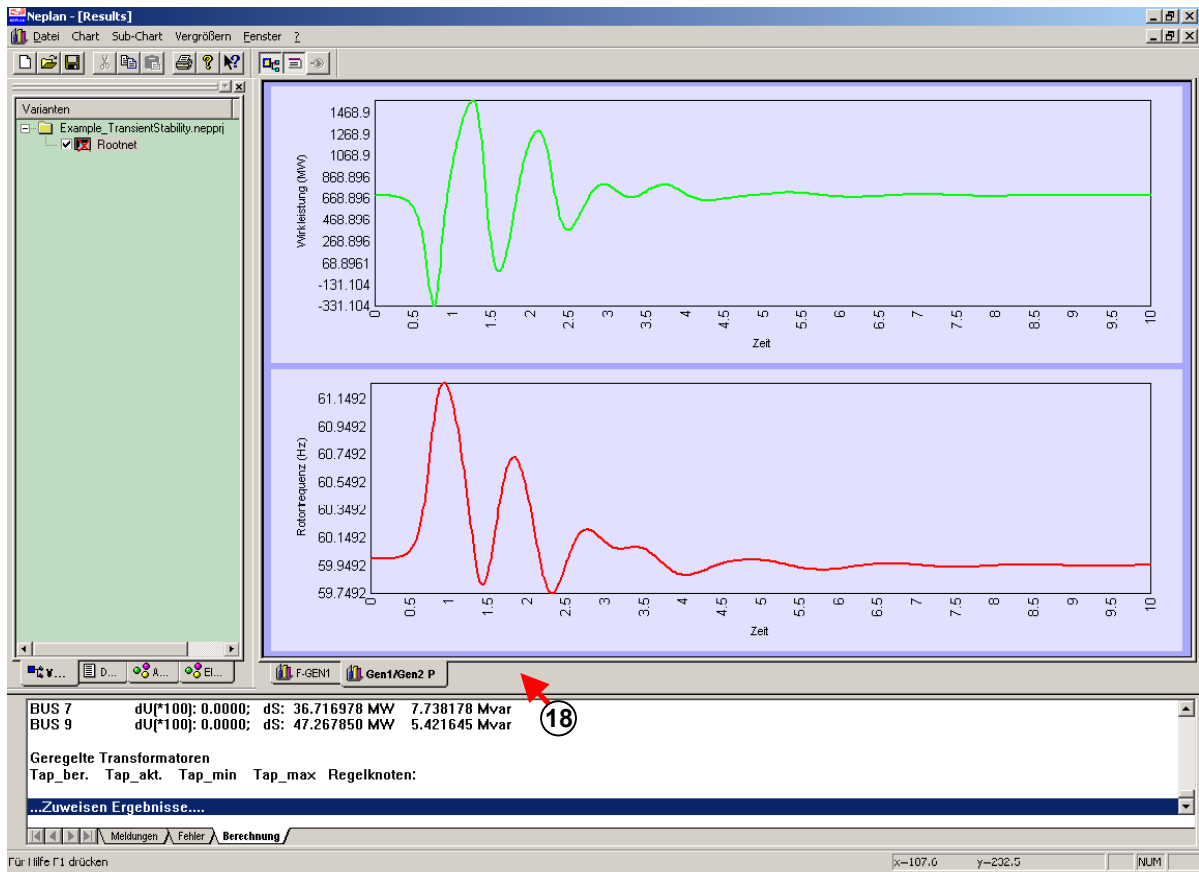 Neplan - [Results]
Datei Chart Sub-Chart Vergrößern Fenster ?
Varianten
Example_TransientStability.nepprj
Rootnet
Wirkleistung (MW)
1468.9
1268.9
1068.9
868.896
668.896
468.896
268.896
68.8961
-131.104
-331.104
0 0.5 1 1.5 2 2.5 3 3.5 4 4.5 5 5.5 6 6.5 7 7.5 8 8.5 9 9.5 10
Zeit
Rotorfrequenz (Hz)
61.1492
60.9492
60.7492
60.5492
60.3492
60.1492
59.9492
59.7492
0 0.5 1 1.5 2 2.5 3 3.5 4 4.5 5 5.5 6 6.5 7 7.5 8 8.5 9 9.5 10
Zeit
V... D... A... El...
F-GEN1 Gen1/Gen2 P
18
BUS 7 dU(*100): 0.0000; dS: 36.716978 MW 7.738178 Mvar
BUS 9 dU(*100): 0.0000; dS: 47.267850 MW 5.421645 Mvar
Geregelte Transformatoren
Tap_ber. Tap_akt. Tap_min Tap_max Regelknoten:
...Zuweisen Ergebnisse....
Meldungen Fehler Berechnung
Für Hilfe F1 drücken
x=-107.6 y=-202.5 NUM